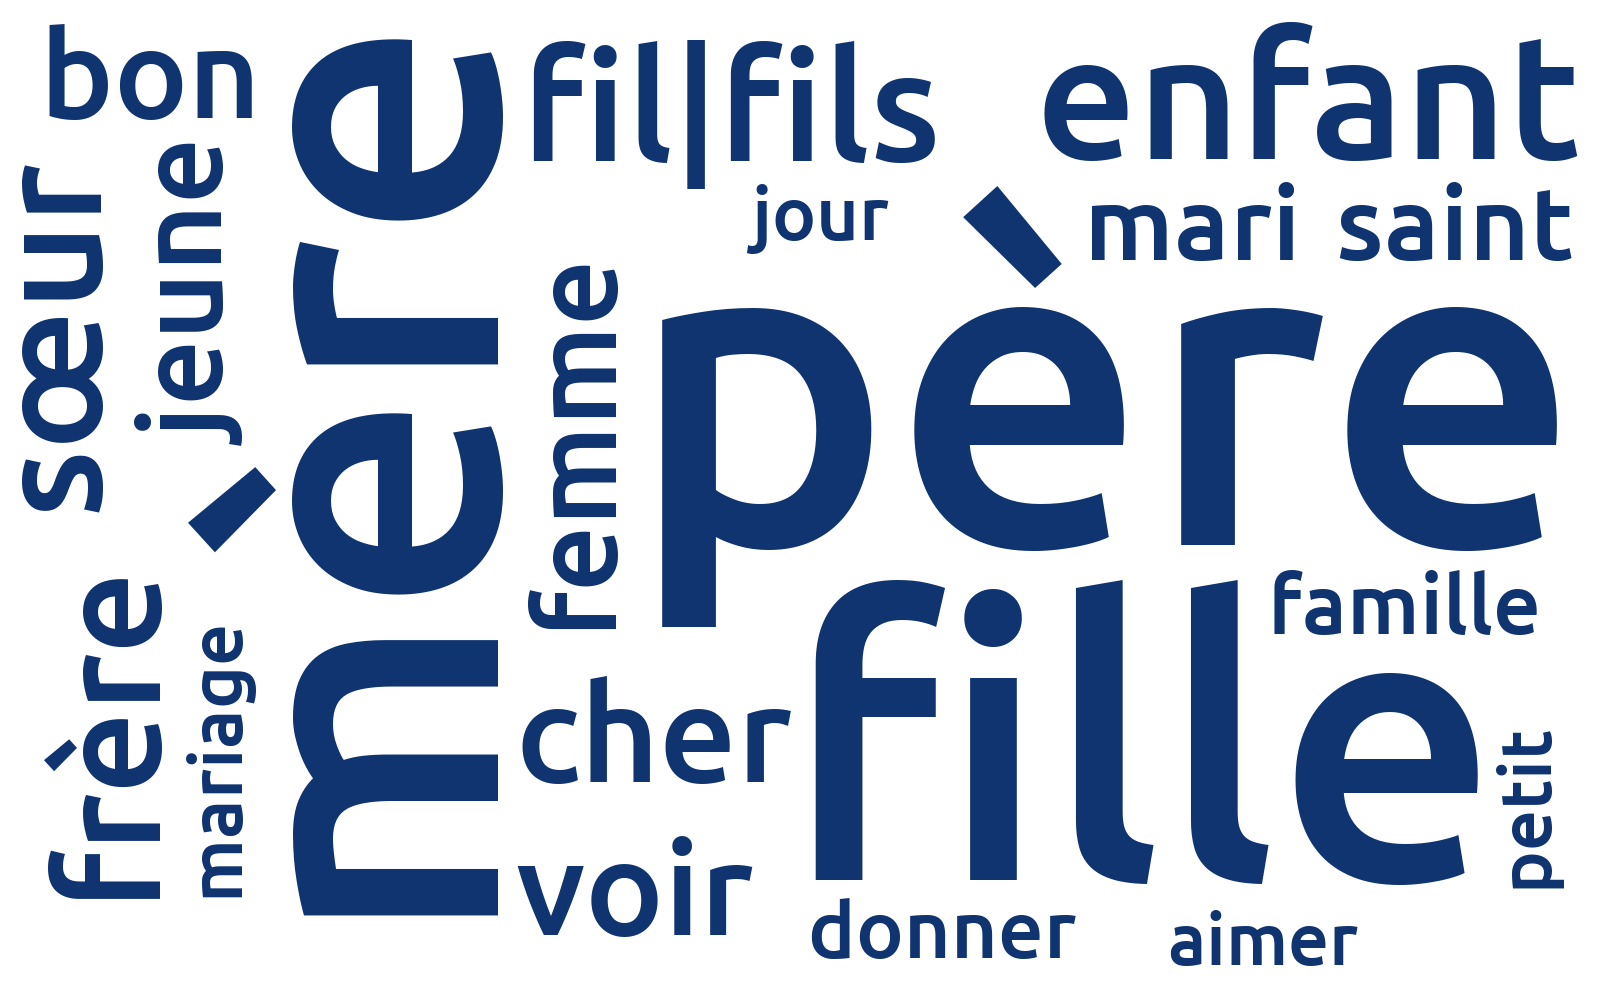 bon
sœur
jeune
mère
fil|fils
enfant
jour
mari saint
femme
père
frère
mariage
fille
famille
cher
petit
voir
donner
aimer